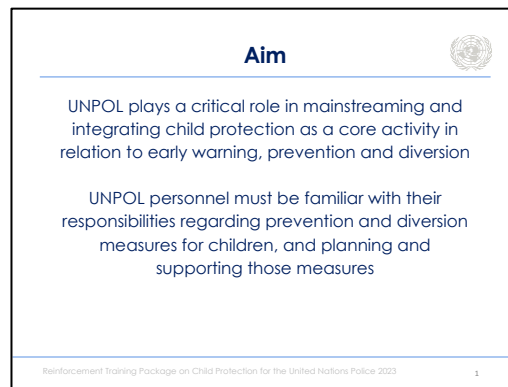 Aim
UNPOL plays a critical role in mainstreaming and
integrating child protection as a core activity in
relation to early warning, prevention and diversion
UNPOL personnel must be familiar with their
responsibilities regarding prevention and diversion
measures for children, and planning and
supporting those measures
Reinforcement Training Package on Child Protection for the United Nations Police 2023
1